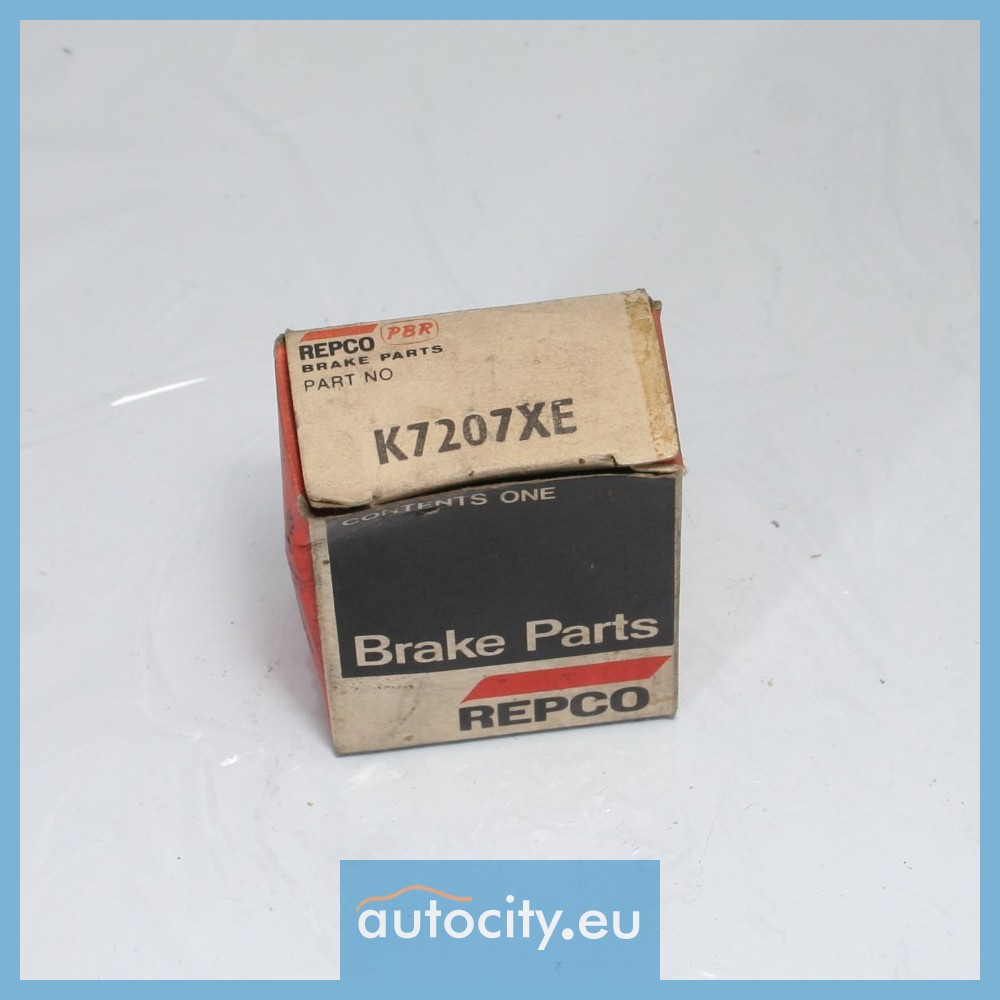 REPCO PBR
BRAKE PARTS
PART NO
K7207XE
CONTENTS ONE
Brake Parts
REPCO
autocity.eu